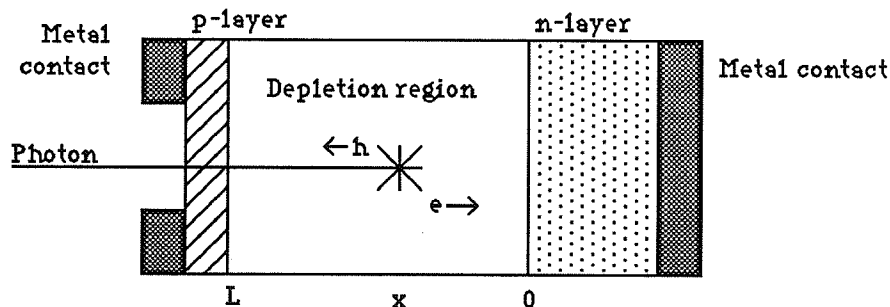 p-layer
n-layer
Metal
contact
Metal contact
Depletion region
←h
Photon
e→
L
x
0